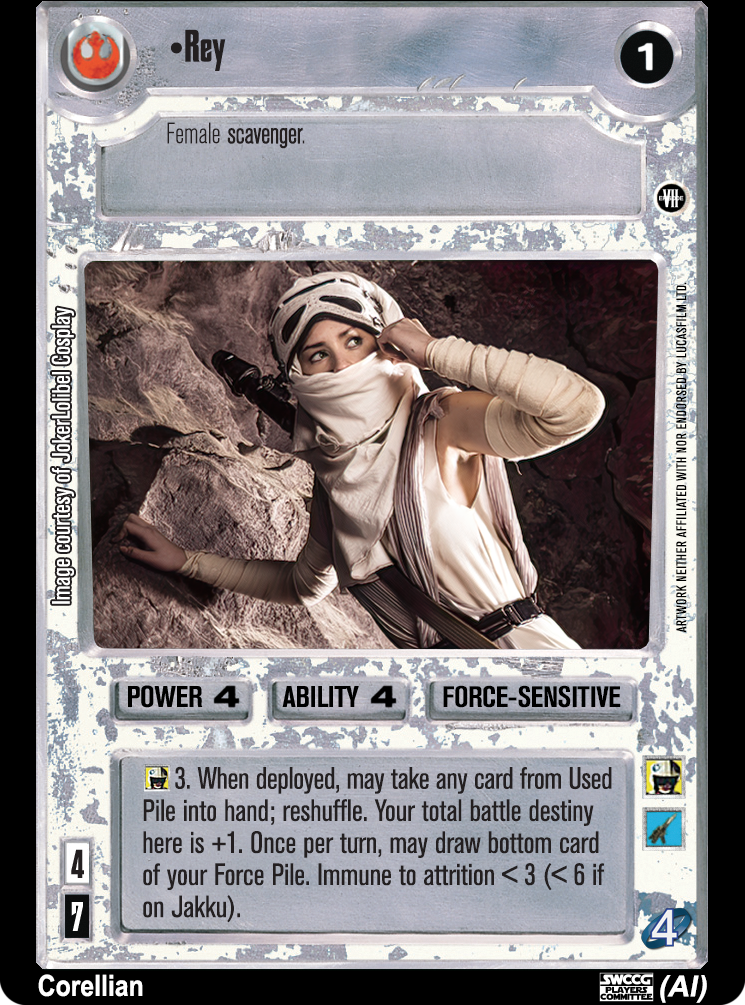 •Rey
1
Female scavenger.
EPISODE VII
Image courtesy of JokerLolibel Cosplay
ARTWORK NEITHER AFFILIATED WITH NOR ENDORSED BY LUCASFILM LTD.
POWER 4
ABILITY 4
FORCE-SENSITIVE
3. When deployed, may take any card from Used
Pile into hand; reshuffle. Your total battle destiny
here is +1. Once per turn, may draw bottom card
of your Force Pile. Immune to attrition < 3 (< 6 if
on Jakku).
4
7
4
Corellian
SWCCG
PLAYERS
COMMITTEE
(AI)